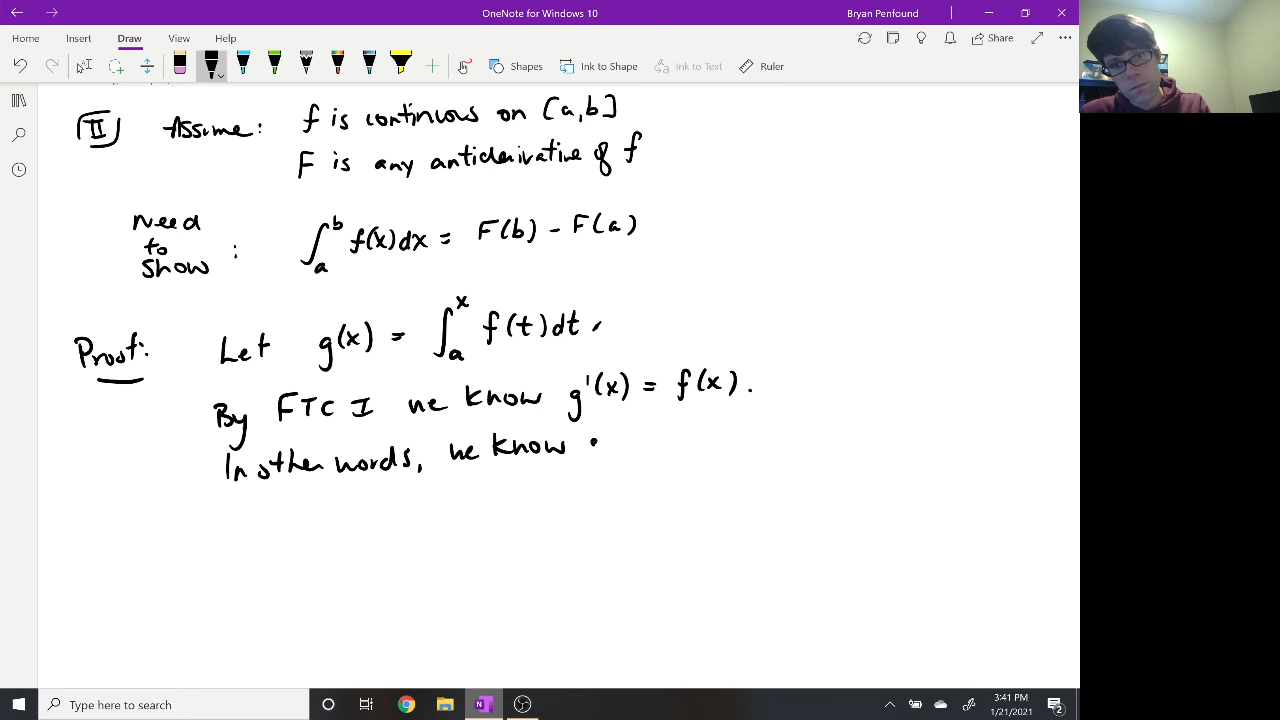 OneNote for Windows 10
Bryan Penfound
Home Insert Draw View Help
Share
Shapes
Ink to Shape
Ink to Text
Ruler
II Assume: f is continuous on [a,b]
F is any antiderivative of f
Need to show: ∫_a^b f(x)dx = F(b) - F(a)
Proof: Let g(x) = ∫_a^x f(t)dt.
By FTC I we know g'(x) = f(x).
In other words, we know
Type here to search
3:41 PM
1/21/2021
2